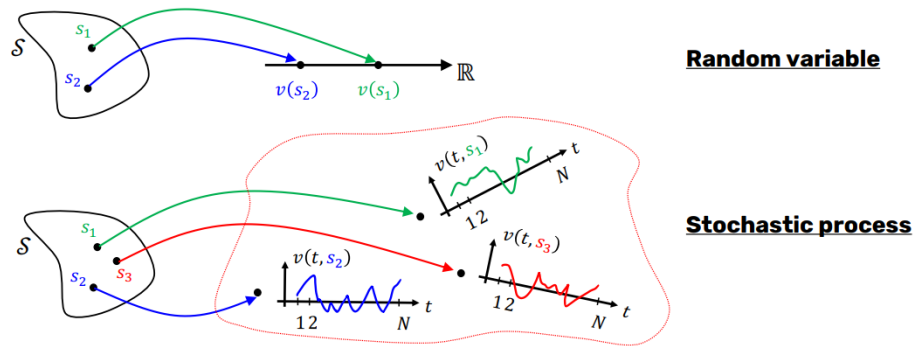 𝒮
s₁
s₂
ℝ
v(s₂)
v(s₁)
Random variable
𝒮
s₁
s₃
s₂
v(t, s₁)
t
1 2
N
v(t, s₂)
t
1 2
N
v(t, s₃)
t
1 2
N
Stochastic process